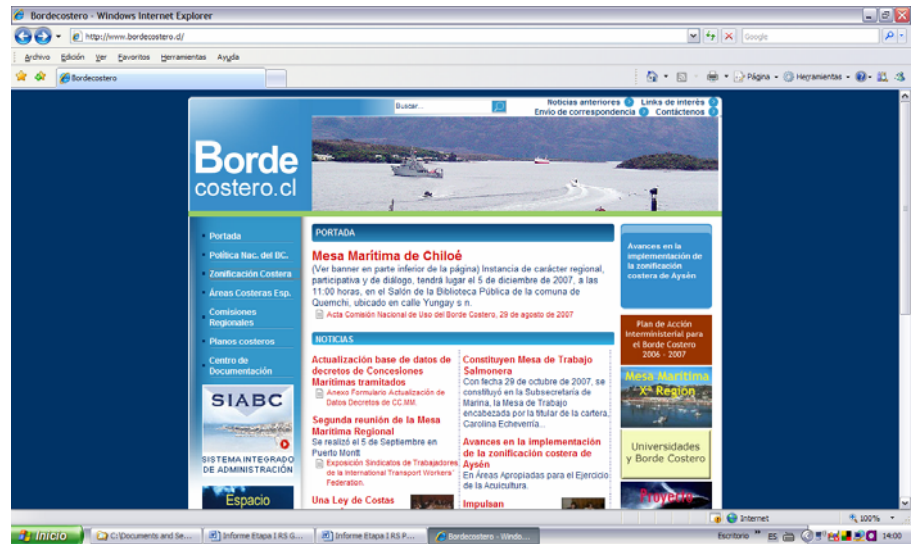 Bordecostero - Windows Internet Explorer
http://www.bordecostero.cl/
Google
Archivo Edición Ver Favoritos Herramientas Ayuda
Bordecostero
Página Herramientas
Buscar...
Noticias anteriores Links de interés
Envío de correspondencia Contáctenos
Borde
costero.cl
Portada
Política Nac. del BC.
Zonificación Costera
Áreas Costeras Esp.
Comisiones
Regionales
Planos costeros
Centro de
Documentación
SIABC
SISTEMA INTEGRADO
DE ADMINISTRACIÓN
Espacio
PORTADA
Mesa Marítima de Chiloé
(Ver banner en parte inferior de la página) Instancia de carácter regional,
participativa y de diálogo, tendrá lugar el 5 de diciembre de 2007, a las
11:00 horas, en el Salón de la Biblioteca Pública de la comuna de
Quemchi, ubicado en calle Yungay s n.
Acta Comisión Nacional de Uso del Borde Costero, 29 de agosto de 2007
NOTICIAS
Actualización base de datos de
decretos de Concesiones
Marítimas tramitados
Anexo Formulario Actualización de
Datos Decretos de CC.MM.
Segunda reunión de la Mesa
Marítima Regional
Se realizó el 5 de Septiembre en
Puerto Montt
Exposición Sindicatos de Trabajadores
de la International Transport Workers'
Federation.
Una Ley de Costas
Constituyen Mesa de Trabajo
Salmonera
Con fecha 29 de octubre de 2007, se
constituyó en la Subsecretaría de
Marina, la Mesa de Trabajo
encabezada por la titular de la cartera,
Carolina Echeverría...
Avances en la implementación
de la zonificación costera de
Aysén
En Áreas Apropiadas para el Ejercicio
de la Acuicultura.
Impulsan
Avances en la
implementación de
la zonificación
costera de Aysén
Plan de Acción
Interministerial para
el Borde Costero
2006 - 2007
Mesa Marítima
Xª Región
Universidades
y Borde Costero
Proyecto
Internet 100%
Inicio C:\Documents and Se... Informe Etapa I RS G... Informe Etapa I RS P... Bordecostero - Windo... Escritorio ES 14:00